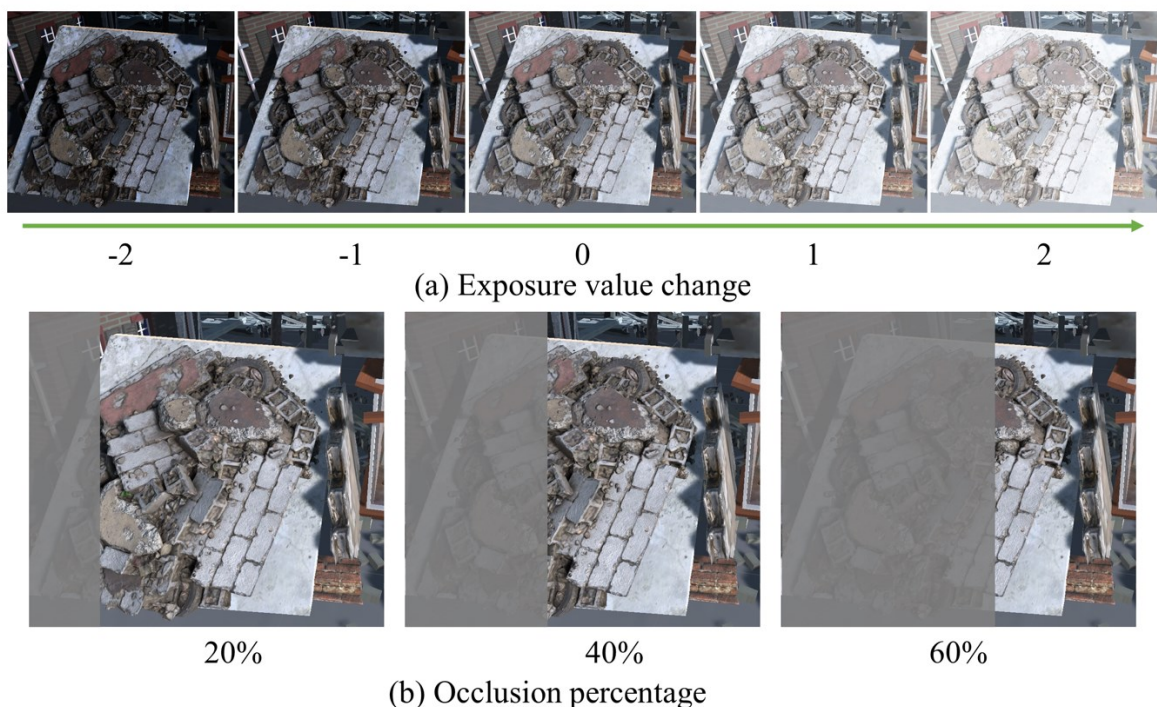 -2 -1 0 1 2
(a) Exposure value change
20% 40% 60%
(b) Occlusion percentage